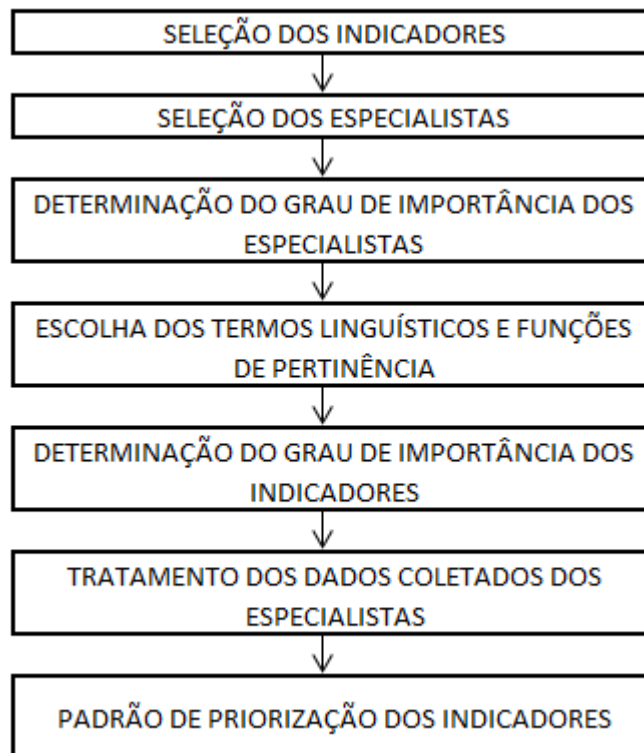 SELEÇÃO DOS INDICADORES
SELEÇÃO DOS ESPECIALISTAS
DETERMINAÇÃO DO GRAU DE IMPORTÂNCIA DOS
ESPECIALISTAS
ESCOLHA DOS TERMOS LINGUÍSTICOS E FUNÇÕES
DE PERTINÊNCIA
DETERMINAÇÃO DO GRAU DE IMPORTÂNCIA DOS
INDICADORES
TRATAMENTO DOS DADOS COLETADOS DOS
ESPECIALISTAS
PADRÃO DE PRIORIZAÇÃO DOS INDICADORES